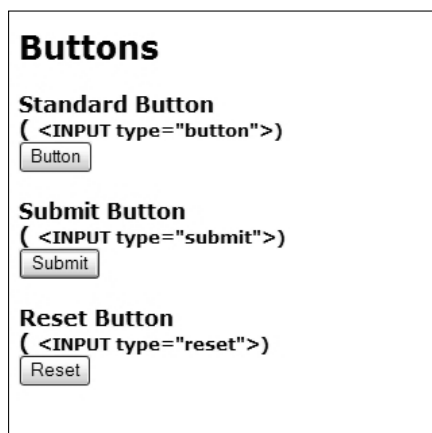 Buttons
Standard Button
( <INPUT type="button">)
Button
Submit Button
( <INPUT type="submit">)
Submit
Reset Button
( <INPUT type="reset">)
Reset